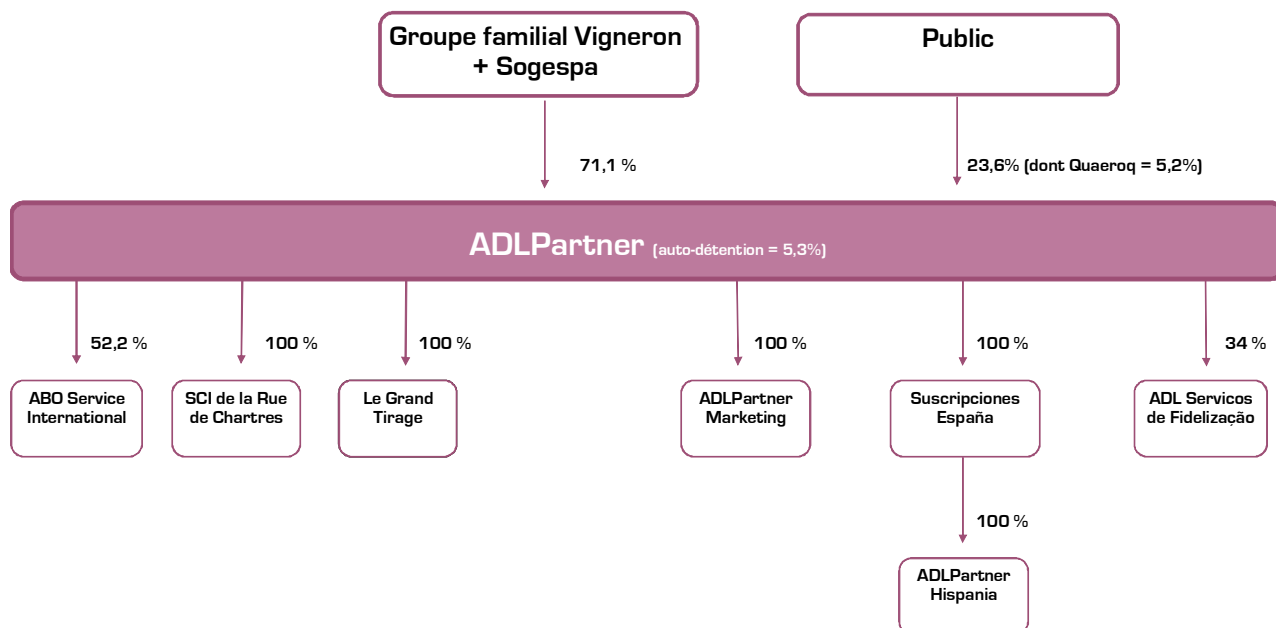 Groupe familial Vigneron
+ Sogespa
Public
71,1 %
23,6% (dont Quaeroq = 5,2%)
ADLPartner (auto-détention = 5,3%)
52,2 %
100 %
100 %
100 %
100 %
34 %
ABO Service
International
SCI de la Rue
de Chartres
Le Grand
Tirage
ADLPartner
Marketing
Suscripciones
España
ADL Servicos
de Fidelização
100 %
ADLPartner
Hispania